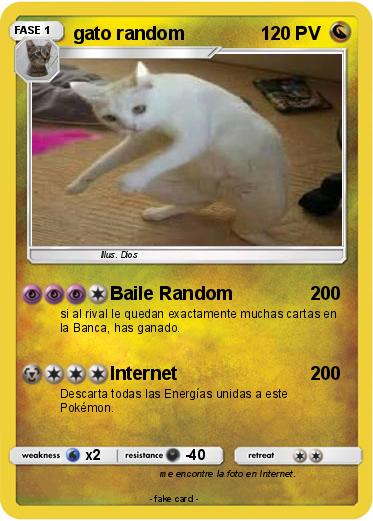 FASE 1 gato random 120 PV
Illus. Dios
Baile Random 200
si al rival le quedan exactamente muchas cartas en
la Banca, has ganado.
Internet 200
Descarta todas las Energías unidas a este
Pokémon.
weakness x2 resistance -40 retreat
me encontre la foto en Internet.
- fake card -